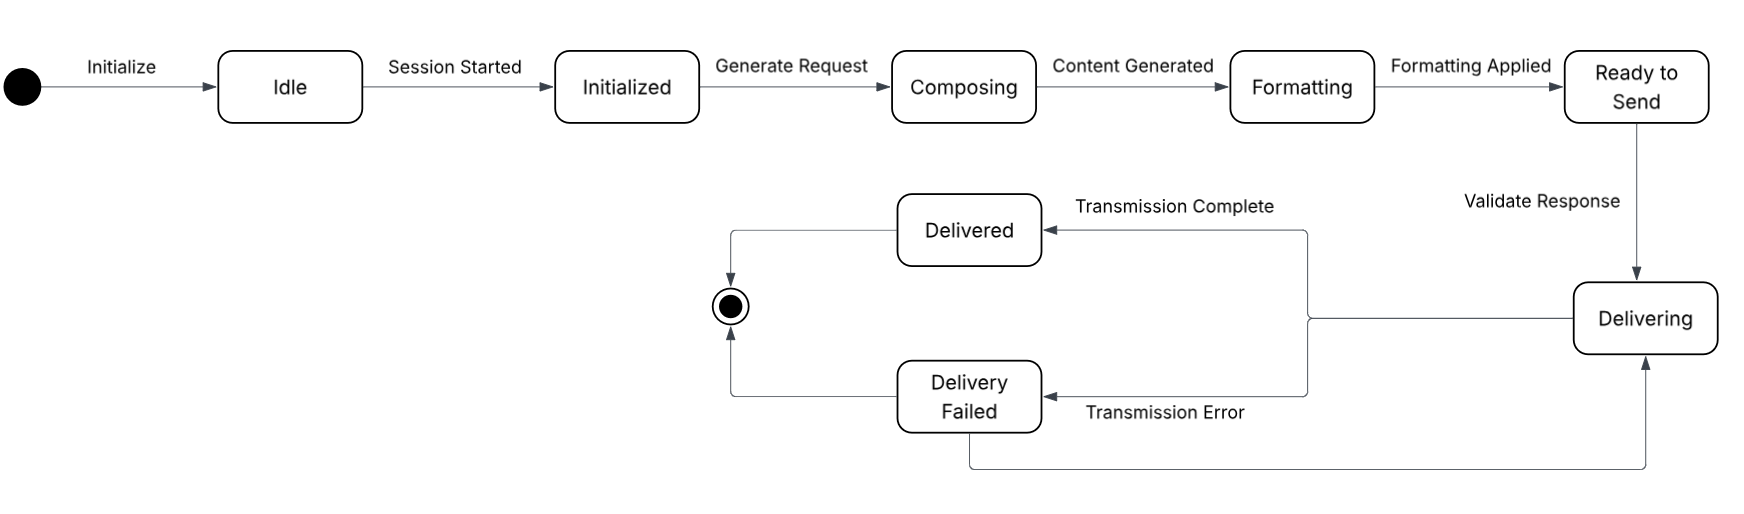 Initialize
Idle
Session Started
Initialized
Generate Request
Composing
Content Generated
Formatting
Formatting Applied
Ready to
Send
Validate Response
Delivering
Transmission Complete
Delivered
Transmission Error
Delivery
Failed